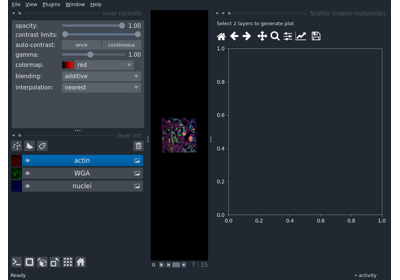 File View Plugins Window Help
layer controls
Scatter (napari-matplotlib)
opacity: 1.00
contrast limits:
auto-contrast: once continuous
gamma: 1.00
colormap: red
blending: additive
interpolation: nearest
Select 2 layers to generate plot
1.0
0.8
0.6
0.4
0.2
0.0
0.0 0.2 0.4 0.6 0.8 1.0
layer list
actin
WGA
nuclei
0 7 15
Ready
activity